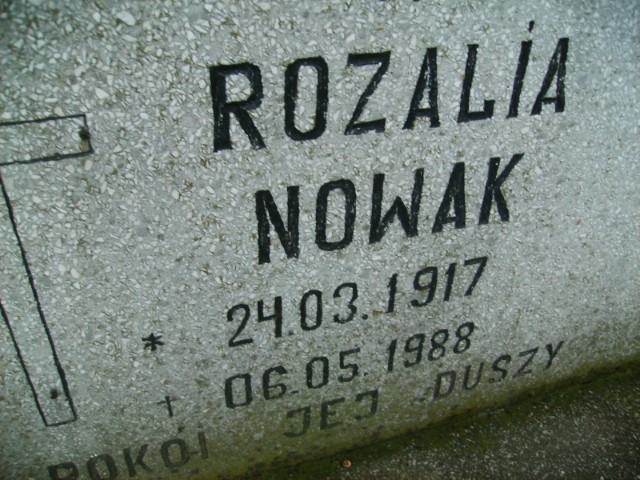 ROZALIA
NOWAK
* 24.03.1917
† 06.05.1988
POKÓJ JEJ DUSZY